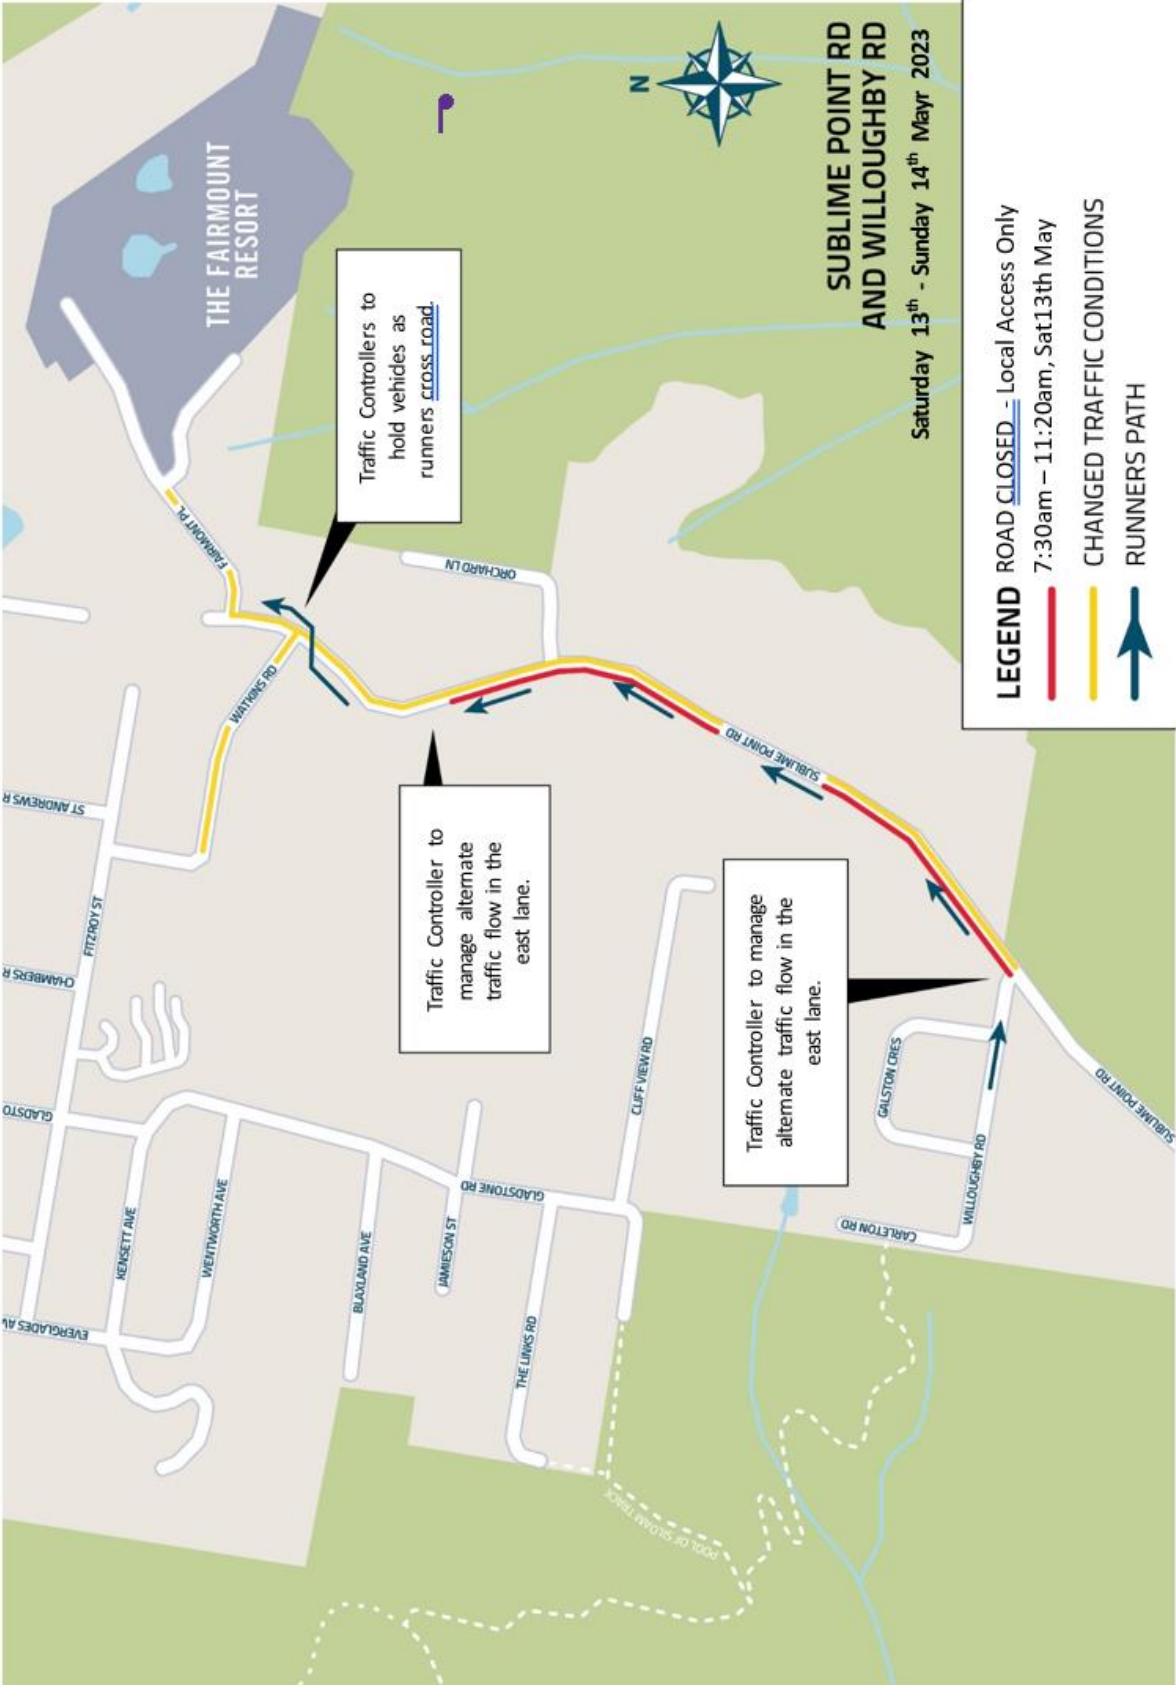 THE FAIRMOUNT
RESORT
N
SUBLIME POINT RD
AND WILLOUGHBY RD
Saturday 13th - Sunday 14th Mayr 2023
Traffic Controllers to
hold vehides as
runners cross road.
FAIRMONT PL
ORCHARD LN
WATKINS RD
ST ANDREWS R
FITZROY ST
CHAMBERS R
SUBLIME POINT RD
Traffic Controller to
manage alternate
traffic flow in the
east lane.
Traffic Controller to manage
alternate traffic flow in the
east lane.
GLADSTO
KENSETT AVE
WENTWORTH AVE
EVERGLADES AV
BLAXLAND AVE
JAMIESON ST
GLADSTONE RD
CLIFF VIEW RD
THE LINKS RD
GALSTON CRES
WILLOUGHBY RD
CARLETON RD
SUBLIME POINT RD
POOL OF SILOAM TRACK
LEGEND
ROAD CLOSED - Local Access Only
7:30am – 11:20am, Sat13th May
CHANGED TRAFFIC CONDITIONS
RUNNERS PATH